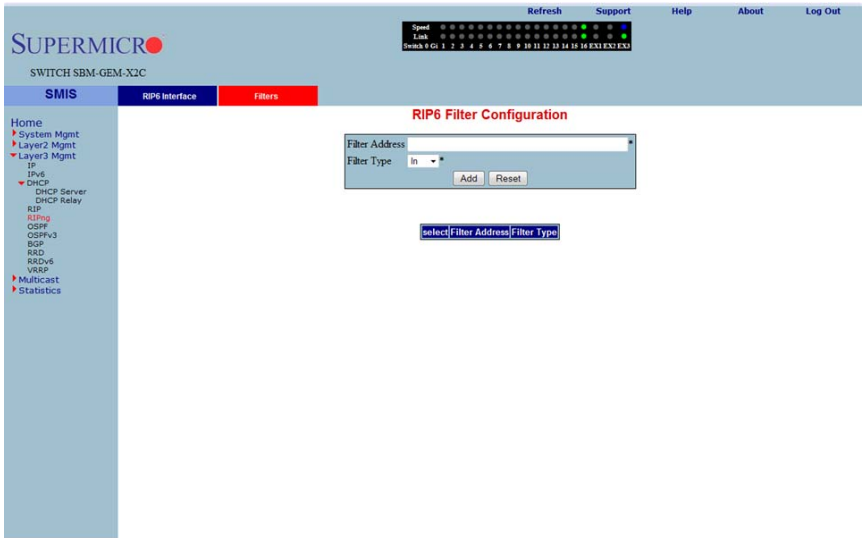 Refresh Support Help About Log Out
Speed
Link
Switch 0 Gi 1 2 3 4 5 6 7 8 9 10 11 12 13 14 15 16 EX1 EX2 EX3
SUPERMICRO
SWITCH SBM-GEM-X2C
SMIS
RIP6 Interface Filters
Home
System Mgmt
Layer2 Mgmt
Layer3 Mgmt
IP
IPv6
DHCP
DHCP Server
DHCP Relay
RIP
RIPng
OSPF
OSPFv3
BGP
RRD
RRDv6
VRRP
Multicast
Statistics
RIP6 Filter Configuration
Filter Address *
Filter Type In *
Add Reset
select Filter Address Filter Type